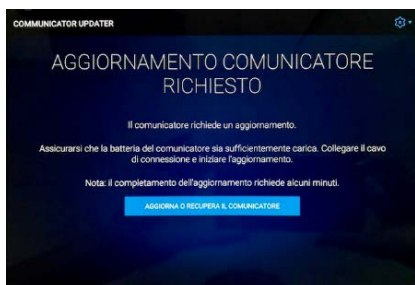 COMMUNICATOR UPDATER
AGGIORNAMENTO COMUNICATORE
RICHIESTO
Il comunicatore richiede un aggiornamento.
Assicurarsi che la batteria del comunicatore sia sufficientemente carica. Collegare il cavo
di connessione e iniziare l'aggiornamento.
Nota: il completamento dell'aggiornamento richiede alcuni minuti.
AGGIORNA O RECUPERA IL COMUNICATORE